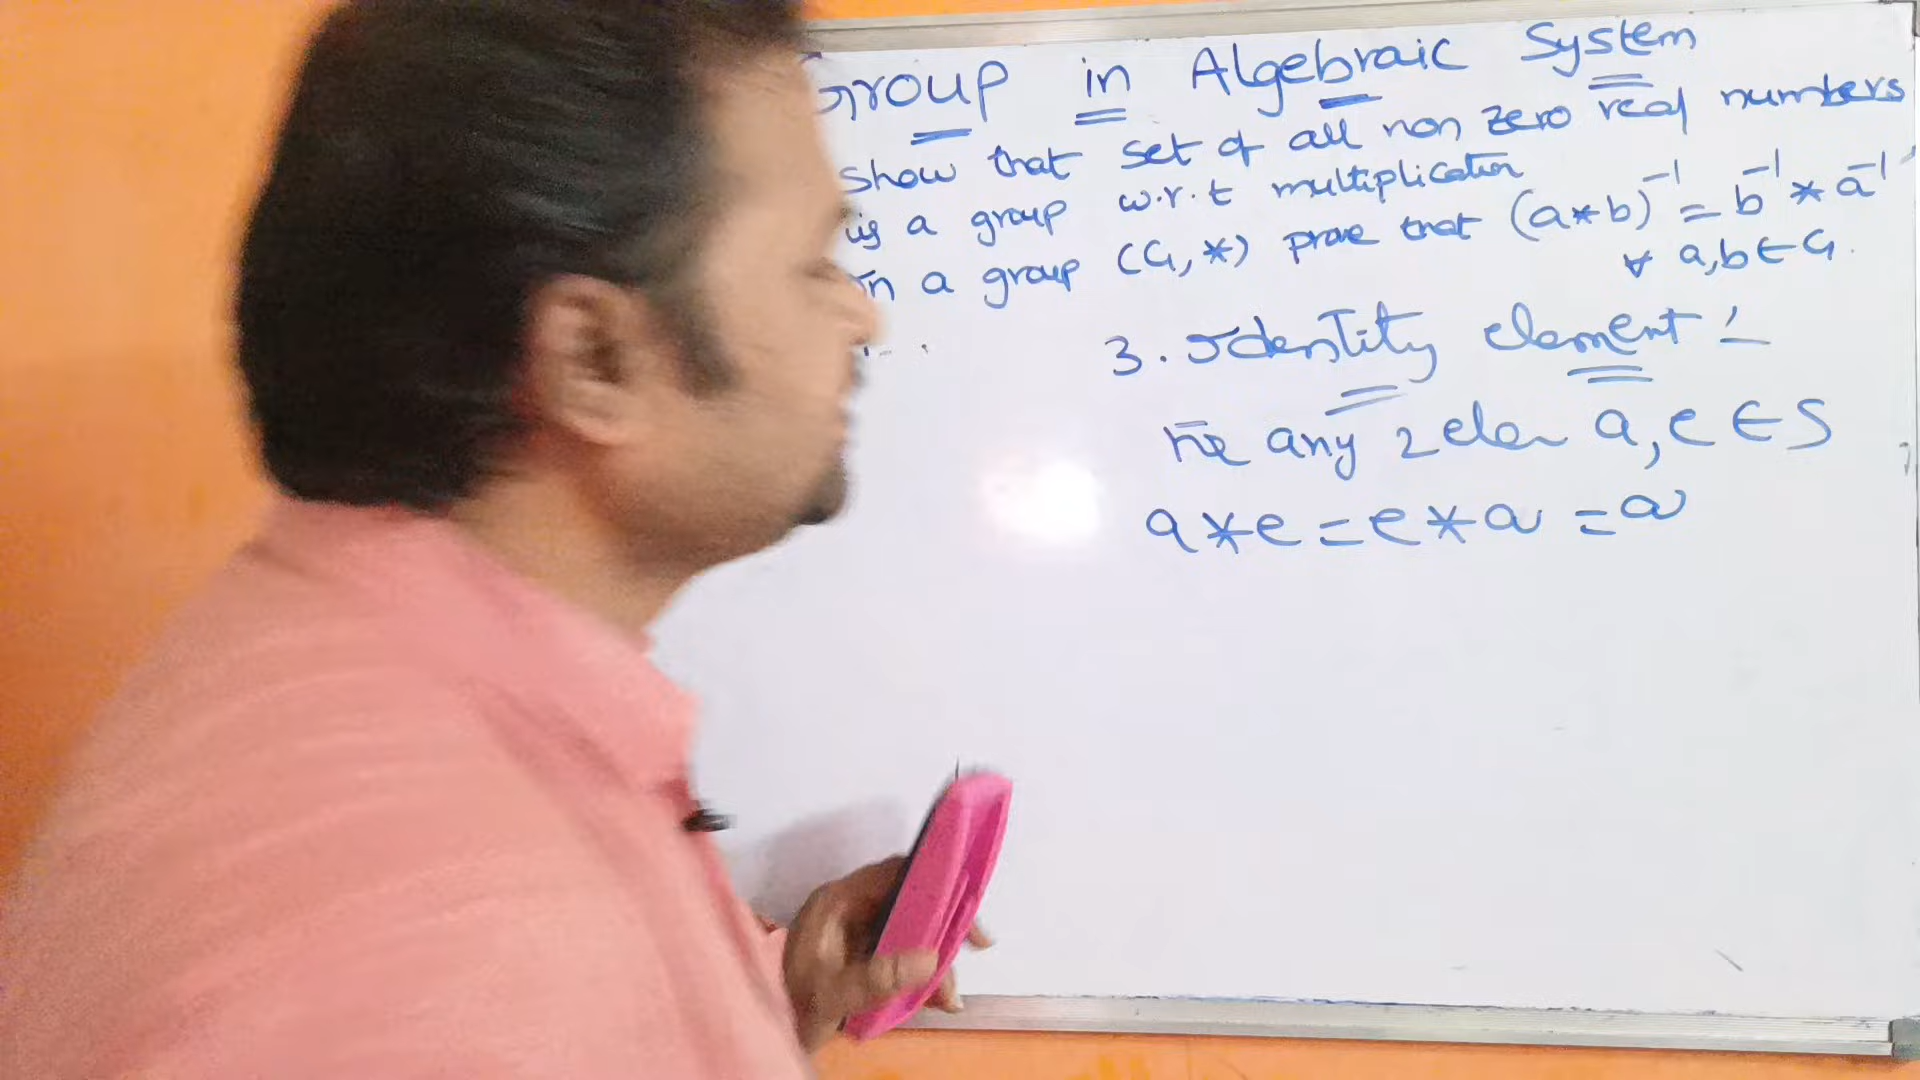 Group in Algebraic System
show that set of all non zero real numbers
is a group w.r.t multiplication
In a group (G, *) prove that (a*b)⁻¹ = b⁻¹ * a⁻¹
∀ a,b ∈ G.
3. Identity element :-
For any 2 elem a, e ∈ S
a * e = e * a = a